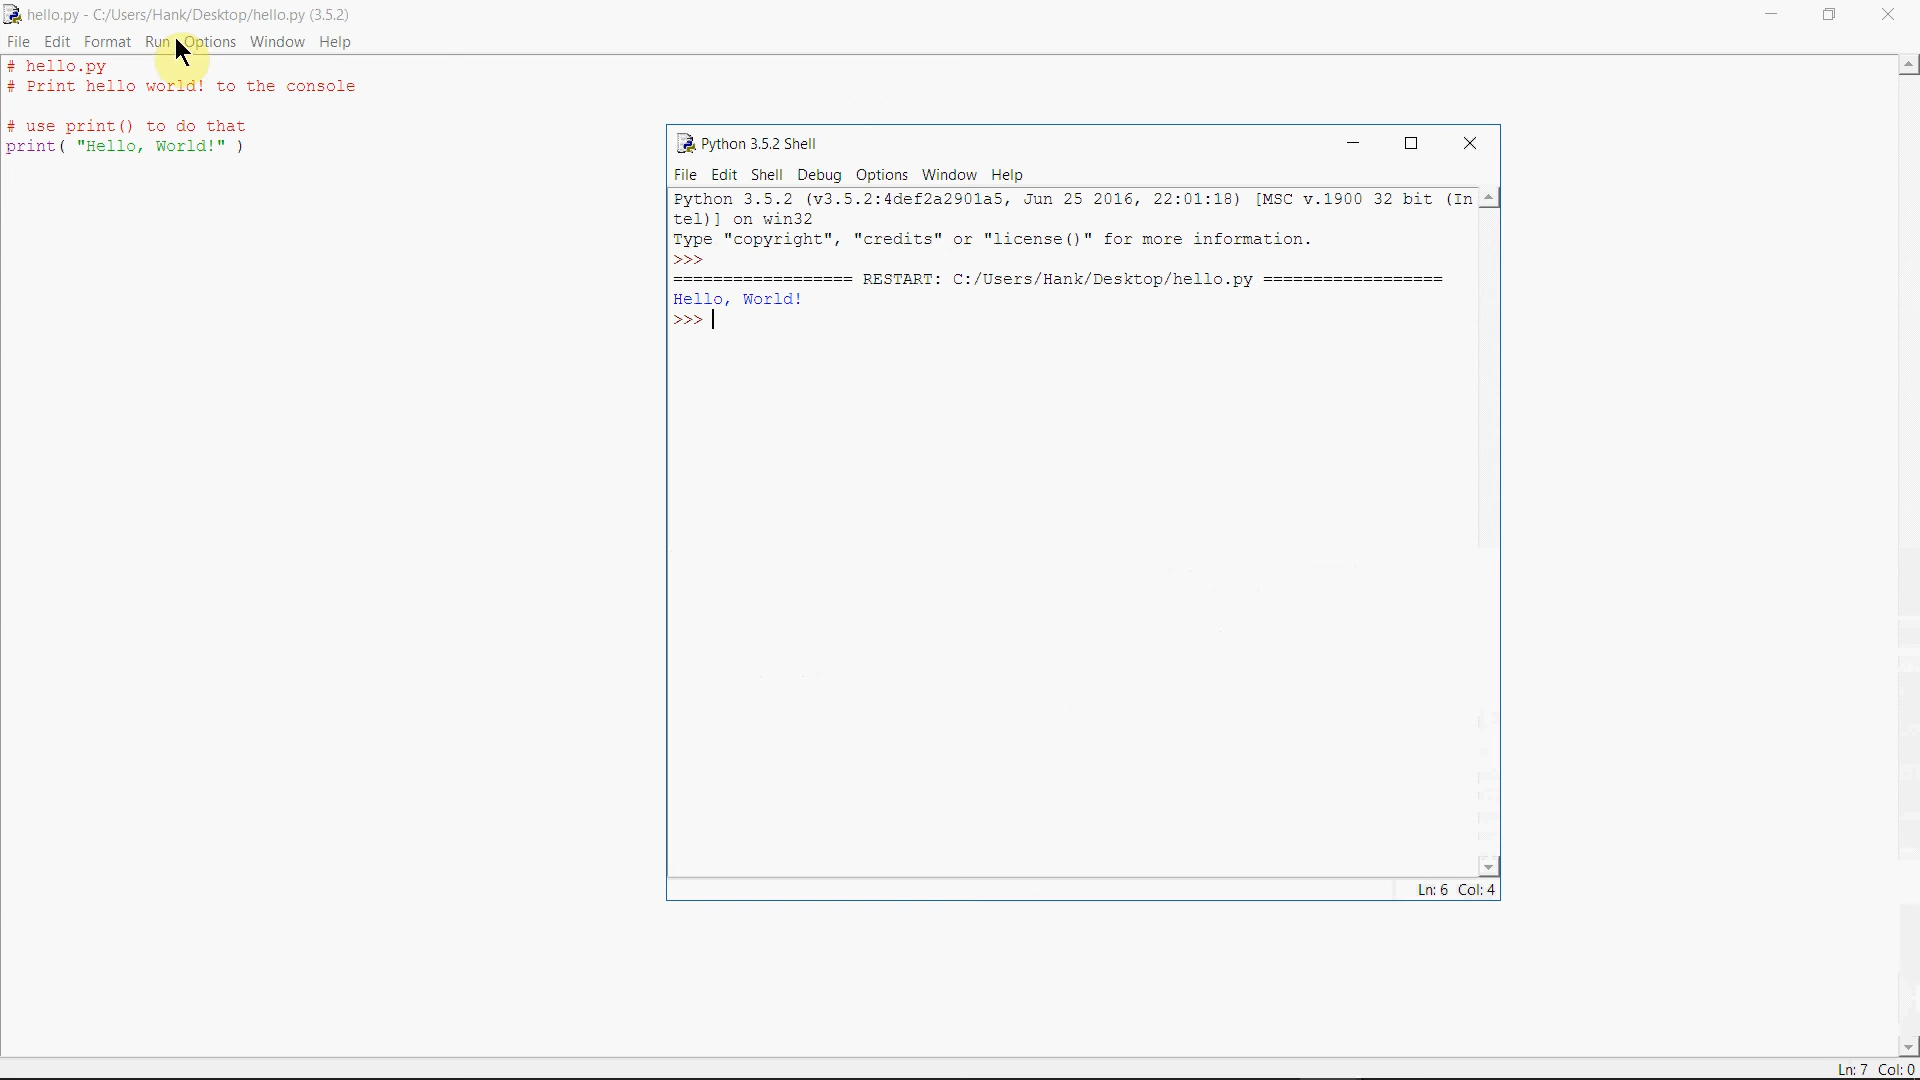 hello.py - C:/Users/Hank/Desktop/hello.py (3.5.2)
File Edit Format Run Options Window Help
# hello.py
# Print hello world! to the console
# use print() to do that
print( "Hello, World!" )
Python 3.5.2 Shell
File Edit Shell Debug Options Window Help
Python 3.5.2 (v3.5.2:4def2a2901a5, Jun 25 2016, 22:01:18) [MSC v.1900 32 bit (In
tel)] on win32
Type "copyright", "credits" or "license()" for more information.
>>>
================== RESTART: C:/Users/Hank/Desktop/hello.py ==================
Hello, World!
>>>
Ln: 6 Col: 4
Ln: 7 Col: 0